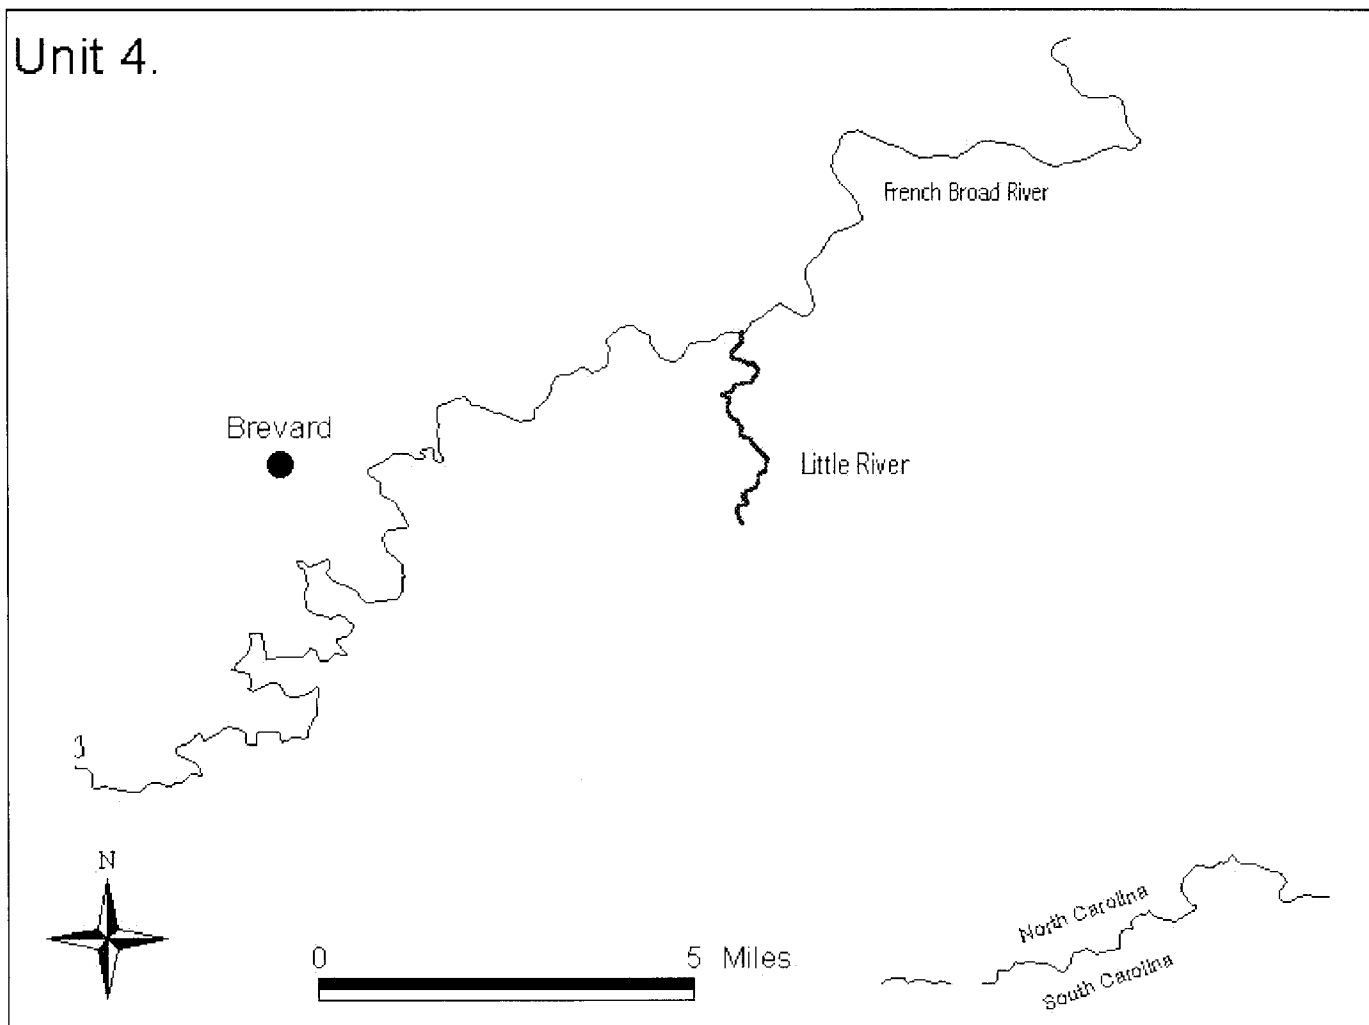 Unit 4.
French Broad River
Brevard
Little River
N
0 5 Miles
North Carolina
South Carolina